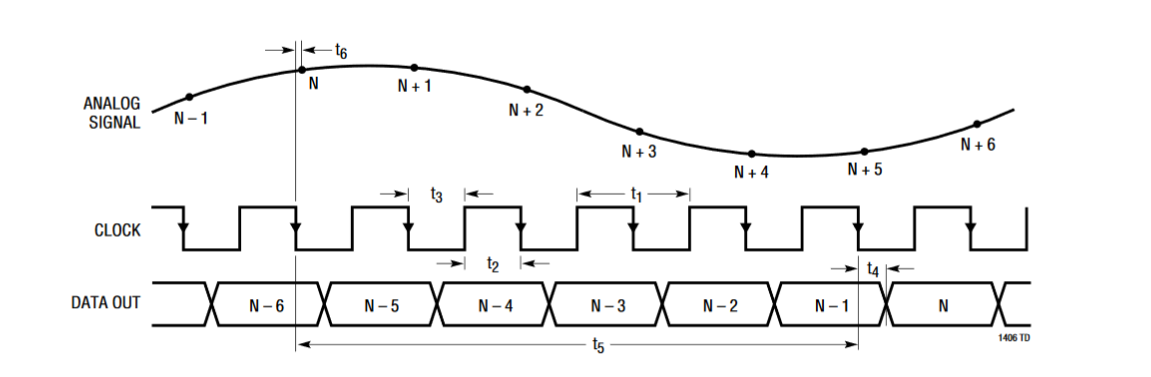 t6
N
N + 1
N + 2
ANALOG
SIGNAL
N – 1
N + 3
N + 4
N + 5
N + 6
t3
t1
CLOCK
t2
t4
DATA OUT
N – 6
N – 5
N – 4
N – 3
N – 2
N – 1
N
1406 TD
t5